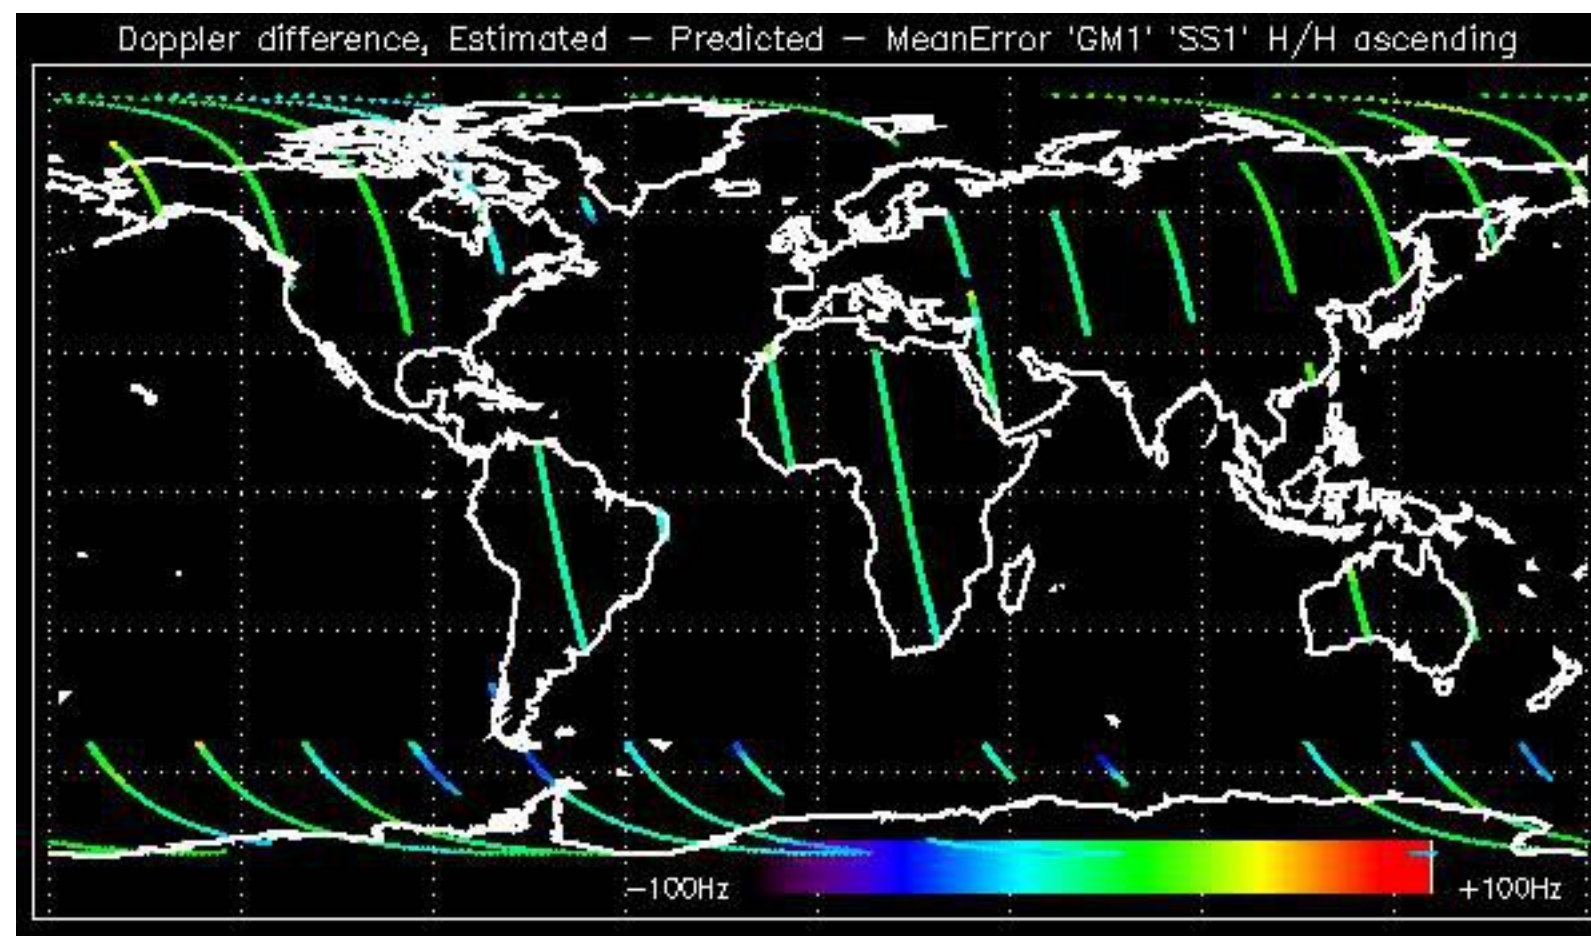 Doppler difference, Estimated – Predicted – MeanError 'GM1' 'SS1' H/H ascending
–100Hz
+100Hz